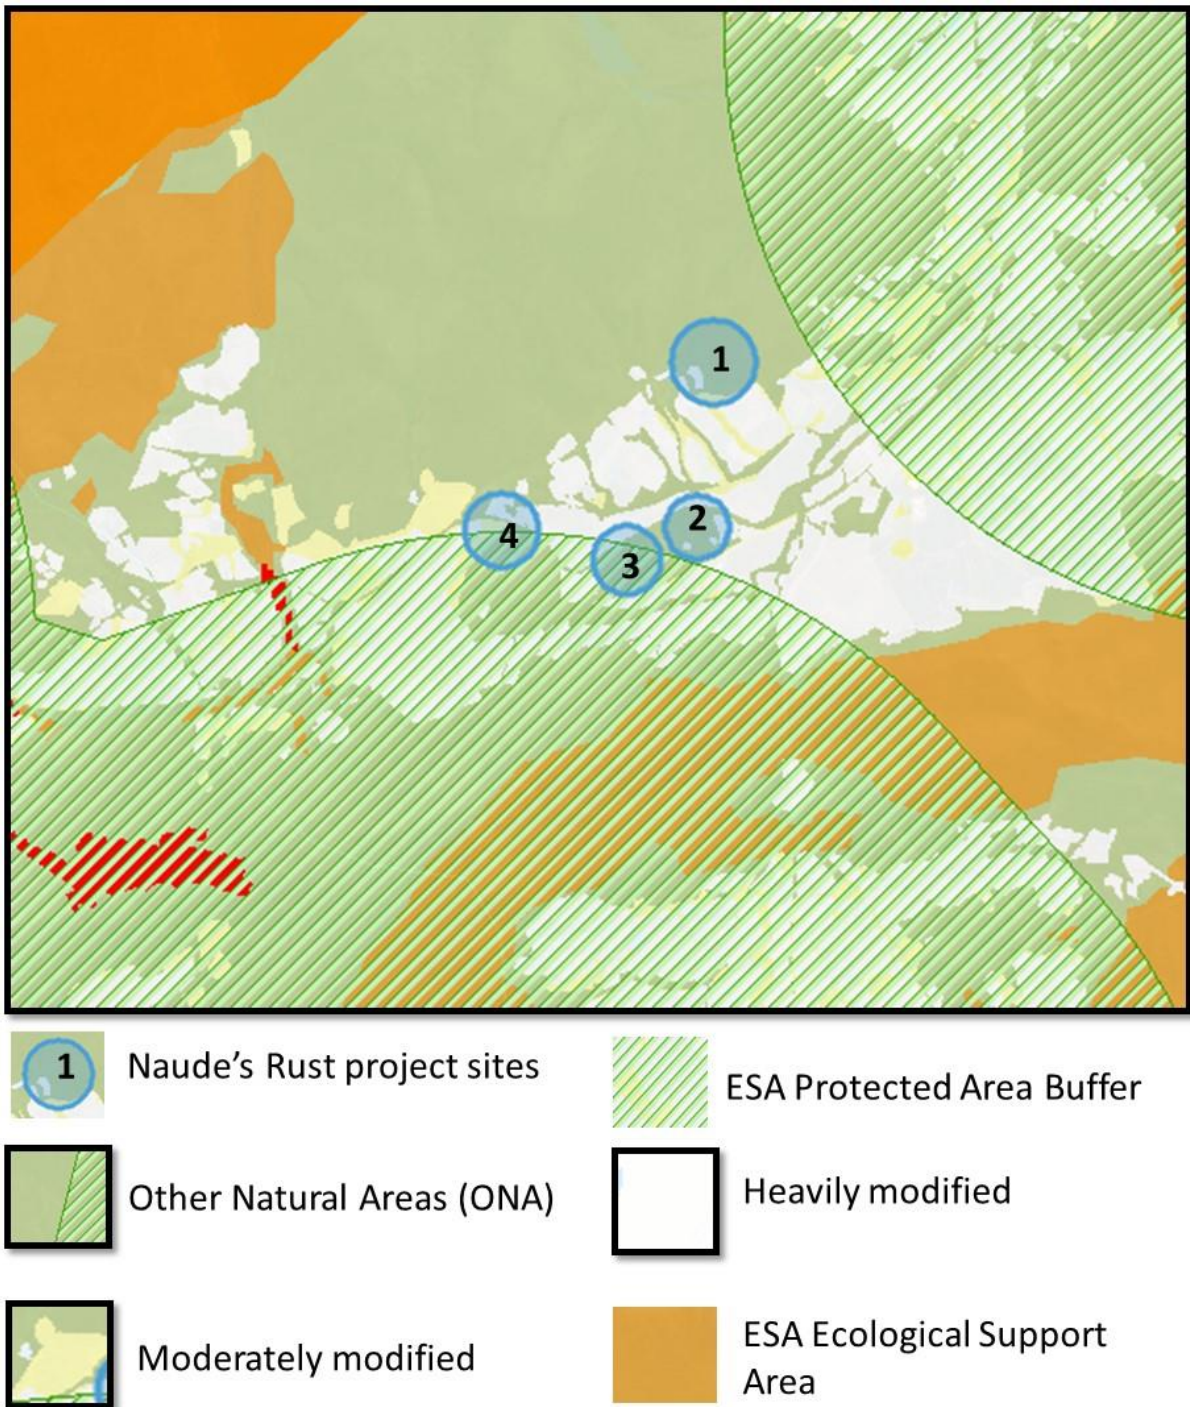 1
2
4
3
1
Naude's Rust project sites
ESA Protected Area Buffer
Other Natural Areas (ONA)
Heavily modified
Moderately modified
ESA Ecological Support
Area